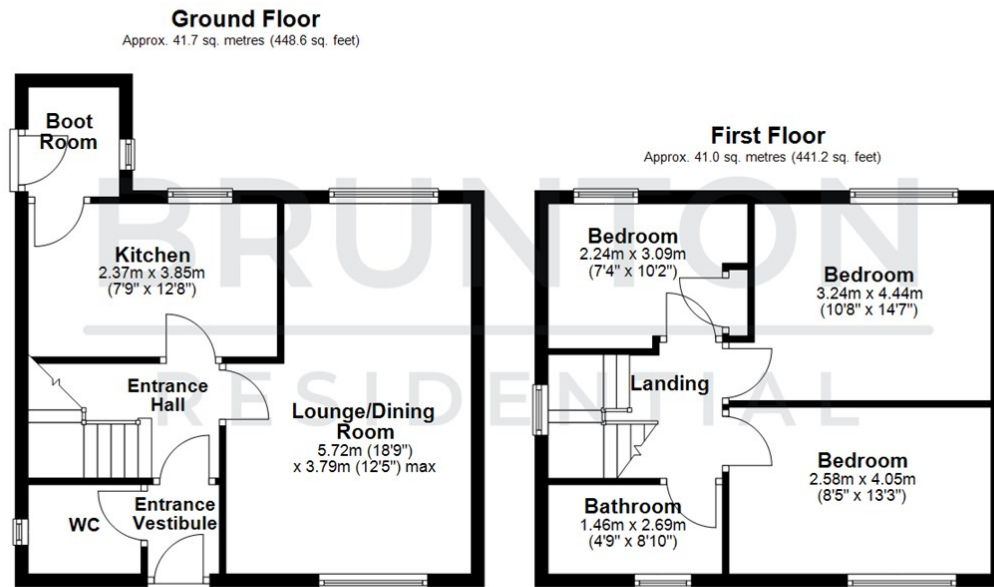 Ground Floor
Approx. 41.7 sq. metres (448.6 sq. feet)
Boot
Room
Kitchen
2.37m x 3.85m
(7'9" x 12'8")
Entrance
Hall
Lounge/Dining
Room
5.72m (18'9")
x 3.79m (12'5") max
WC
Entrance
Vestibule
First Floor
Approx. 41.0 sq. metres (441.2 sq. feet)
Bedroom
2.24m x 3.09m
(7'4" x 10'2")
Bedroom
3.24m x 4.44m
(10'8" x 14'7")
Landing
Bedroom
2.58m x 4.05m
(8'5" x 13'3")
Bathroom
1.46m x 2.69m
(4'9" x 8'10")
BRUNTON
RESIDENTIAL